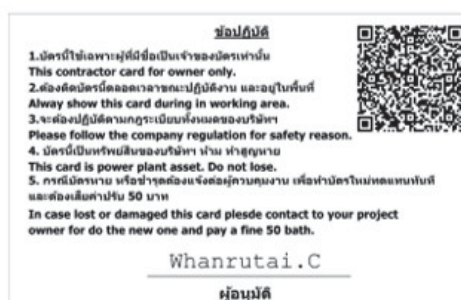 ข้อปฏิบัติ
1.บัตรนี้ใช้เฉพาะผู้ที่มีชื่อเป็นเจ้าของบัตรเท่านั้น
This contractor card for owner only.
2.ต้องติดบัตรนี้ตลอดเวลาขณะปฏิบัติงาน และอยู่ในพื้นที่
Alway show this card during in working area.
3.จะต้องปฏิบัติตามกฎระเบียบทั้งหมดของบริษัทฯ
Please follow the company regulation for safety reason.
4. บัตรนี้เป็นทรัพย์สินของบริษัทฯ ห้าม ทำสูญหาย
This card is power plant asset. Do not lose.
5. กรณีบัตรหาย หรือชำรุดต้องแจ้งต่อผู้ควบคุมงาน เพื่อทำบัตรใหม่ทดแทนทันที
และต้องเสียค่าปรับ 50 บาท
In case lost or damaged this card plesde contact to your project
owner for do the new one and pay a fine 50 bath.
Whanrutai.C
ผู้อนุมัติ